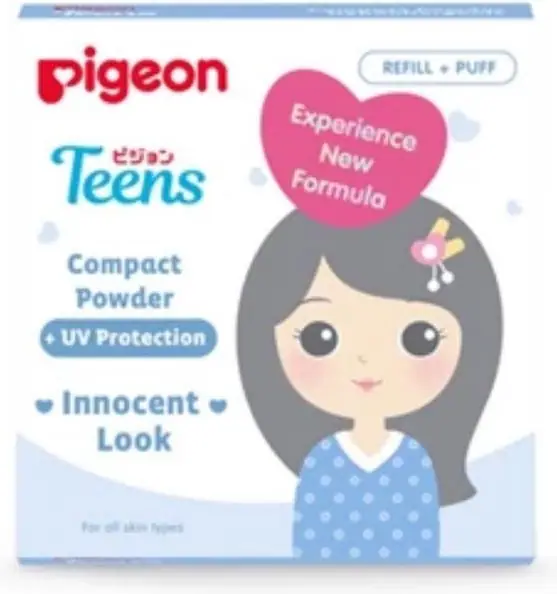 pigeon
REFILL + PUFF
Experience
New
Formula
ピジョン
Teens
Compact
Powder
+ UV Protection
Innocent
Look
For all skin types